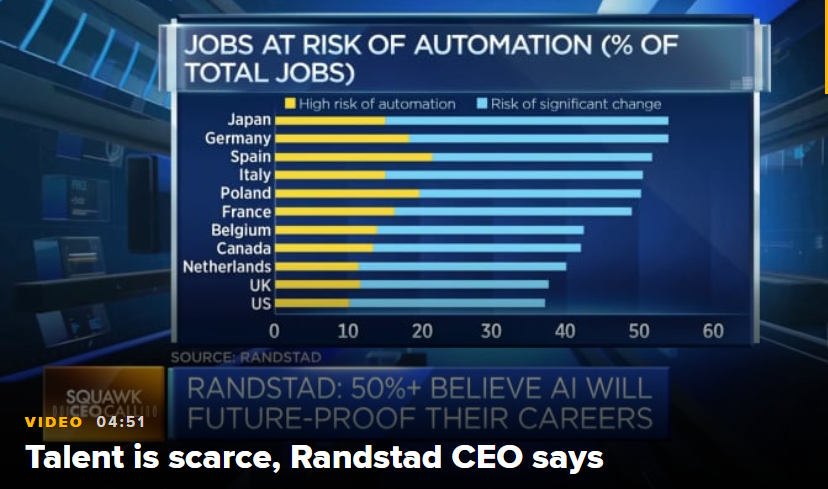 JOBS AT RISK OF AUTOMATION (% OF
TOTAL JOBS)
High risk of automation Risk of significant change
Japan
Germany
Spain
Italy
Poland
France
Belgium
Canada
Netherlands
UK
US
0 10 20 30 40 50 60
SOURCE: RANDSTAD
SQUAWK
CEO
RANDSTAD: 50%+ BELIEVE AI WILL
FUTURE-PROOF THEIR CAREERS
VIDEO 04:51
Talent is scarce, Randstad CEO says